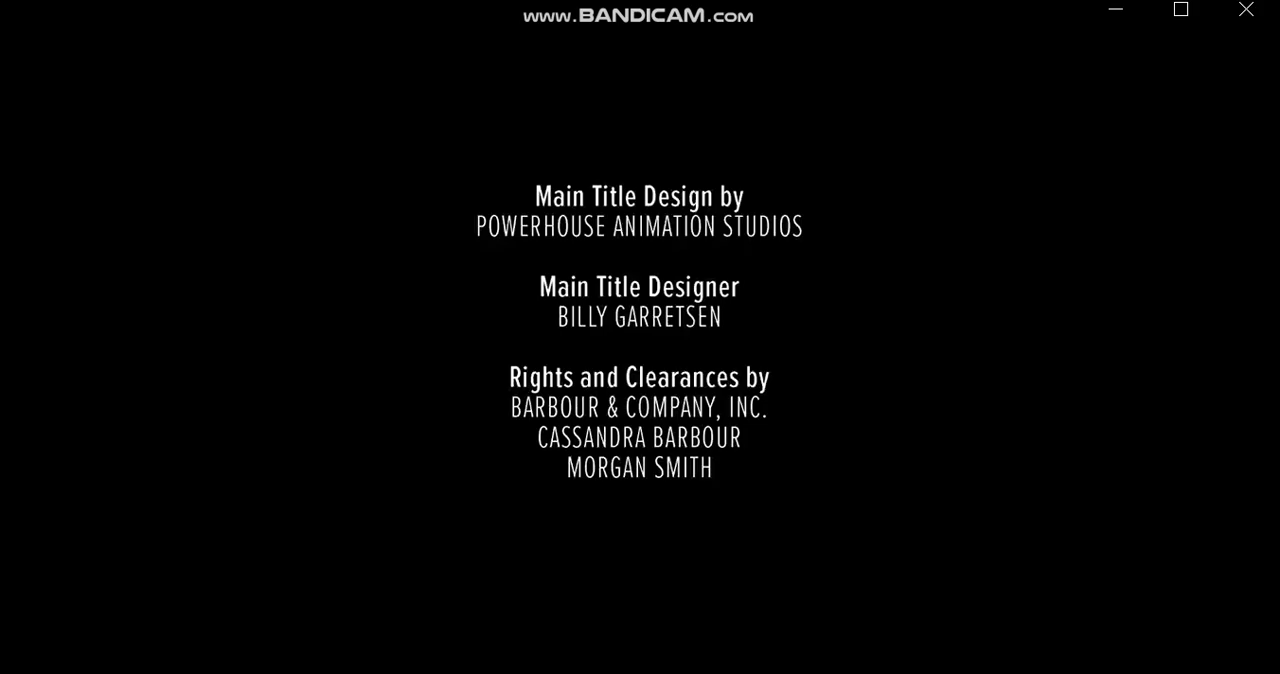 www.BANDICAM.com
Main Title Design by
POWERHOUSE ANIMATION STUDIOS
Main Title Designer
BILLY GARRETSEN
Rights and Clearances by
BARBOUR & COMPANY, INC.
CASSANDRA BARBOUR
MORGAN SMITH